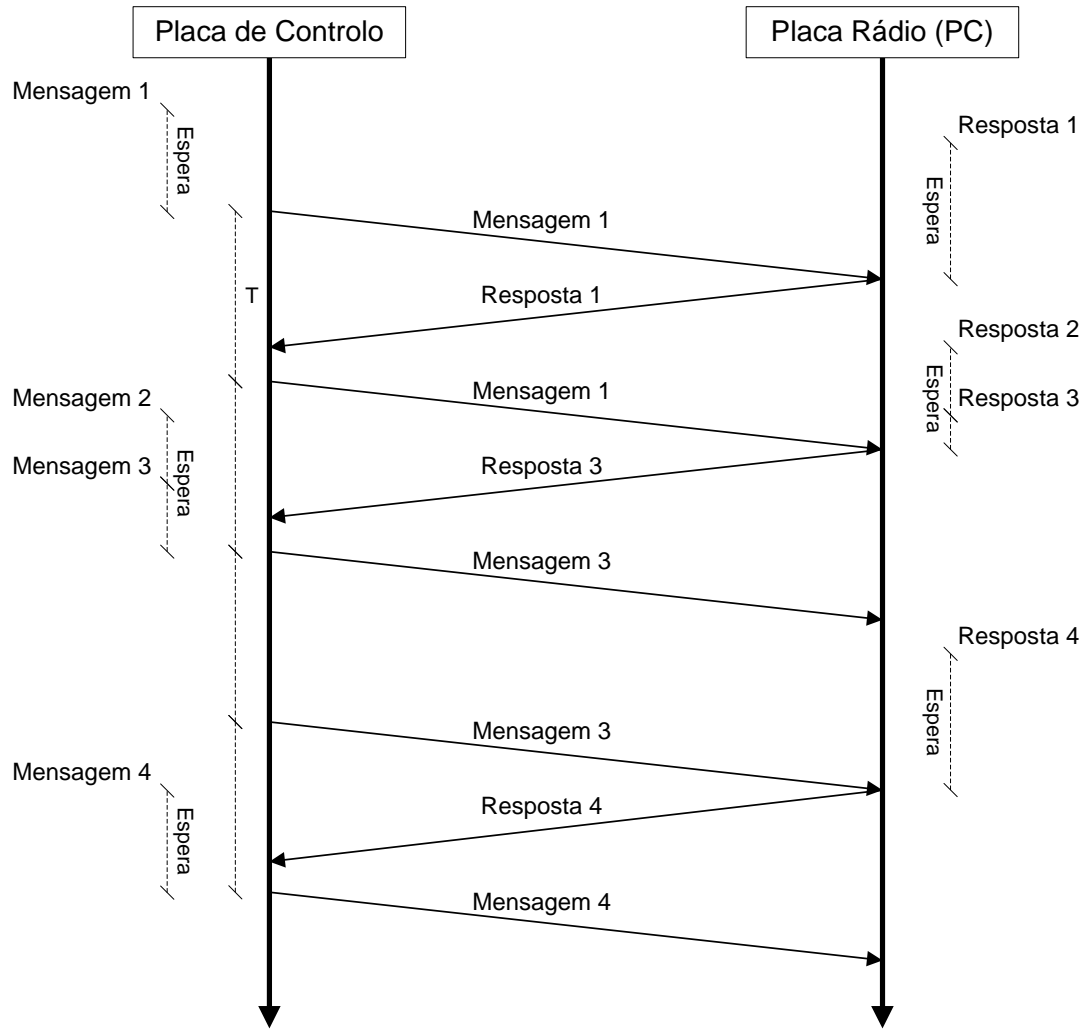 Placa de Controlo
Placa Rádio (PC)
Mensagem 1
Espera
Resposta 1
Espera
Mensagem 1
T
Resposta 1
Resposta 2
Espera
Mensagem 1
Mensagem 2
Resposta 3
Espera
Mensagem 3
Resposta 3
Mensagem 3
Resposta 4
Espera
Mensagem 3
Mensagem 4
Espera
Resposta 4
Mensagem 4